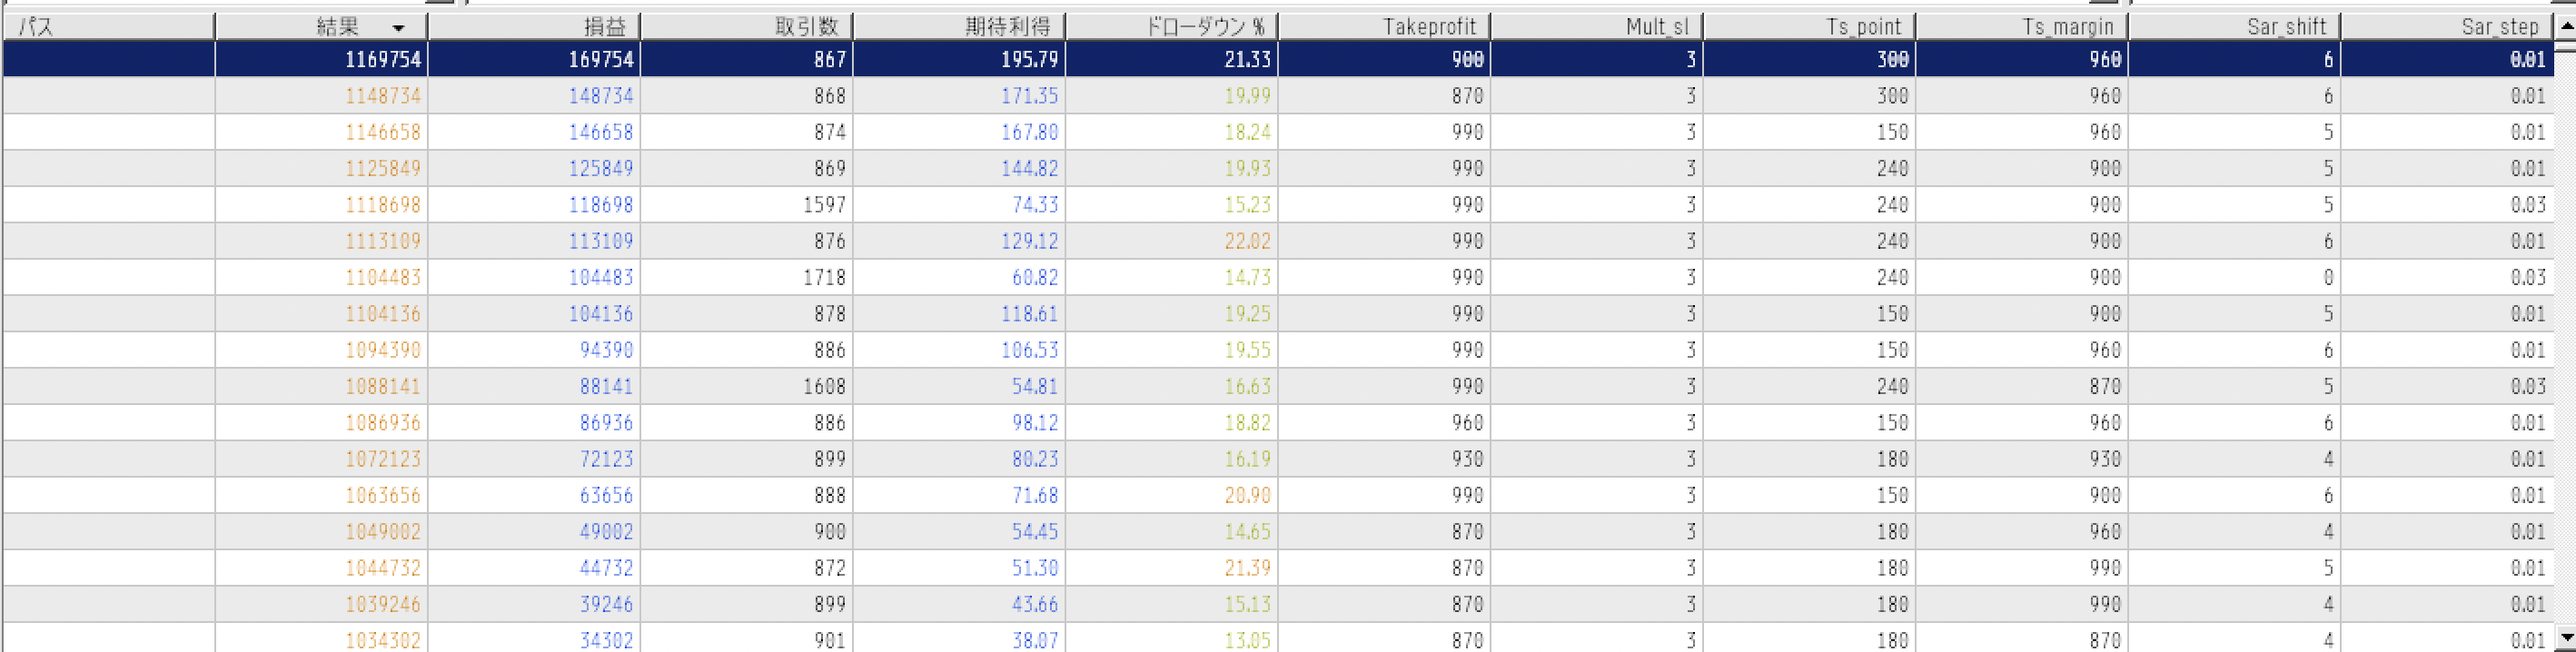 パス 結果 損益 取引数 期待利得 ドローダウン % Takeprofit Mult_sl Ts_point Ts_margin Sar_shift Sar_step
1169754 169754 867 195.79 21.33 900 3 300 960 6 0.01
1148734 148734 868 171.35 19.99 870 3 300 960 6 0.01
1146658 146658 874 167.80 18.24 990 3 150 960 5 0.01
1125849 125849 869 144.82 19.93 990 3 240 900 5 0.01
1118698 118698 1597 74.33 15.23 990 3 240 900 5 0.03
1113109 113109 876 129.12 22.02 990 3 240 900 6 0.01
1104483 104483 1718 60.82 14.73 990 3 240 900 0 0.03
1104136 104136 878 118.61 19.25 990 3 150 900 5 0.01
1094390 94390 886 106.53 19.55 990 3 150 960 6 0.01
1088141 88141 1608 54.81 16.63 990 3 240 870 5 0.03
1086936 86936 886 98.12 18.82 960 3 150 960 6 0.01
1072123 72123 899 80.23 16.19 930 3 180 930 4 0.01
1063656 63656 888 71.68 20.90 990 3 150 900 6 0.01
1049002 49002 900 54.45 14.65 870 3 180 960 4 0.01
1044732 44732 872 51.30 21.39 870 3 180 990 5 0.01
1039246 39246 899 43.66 15.13 870 3 180 990 4 0.01
1034302 34302 901 38.07 13.05 870 3 180 870 4 0.01